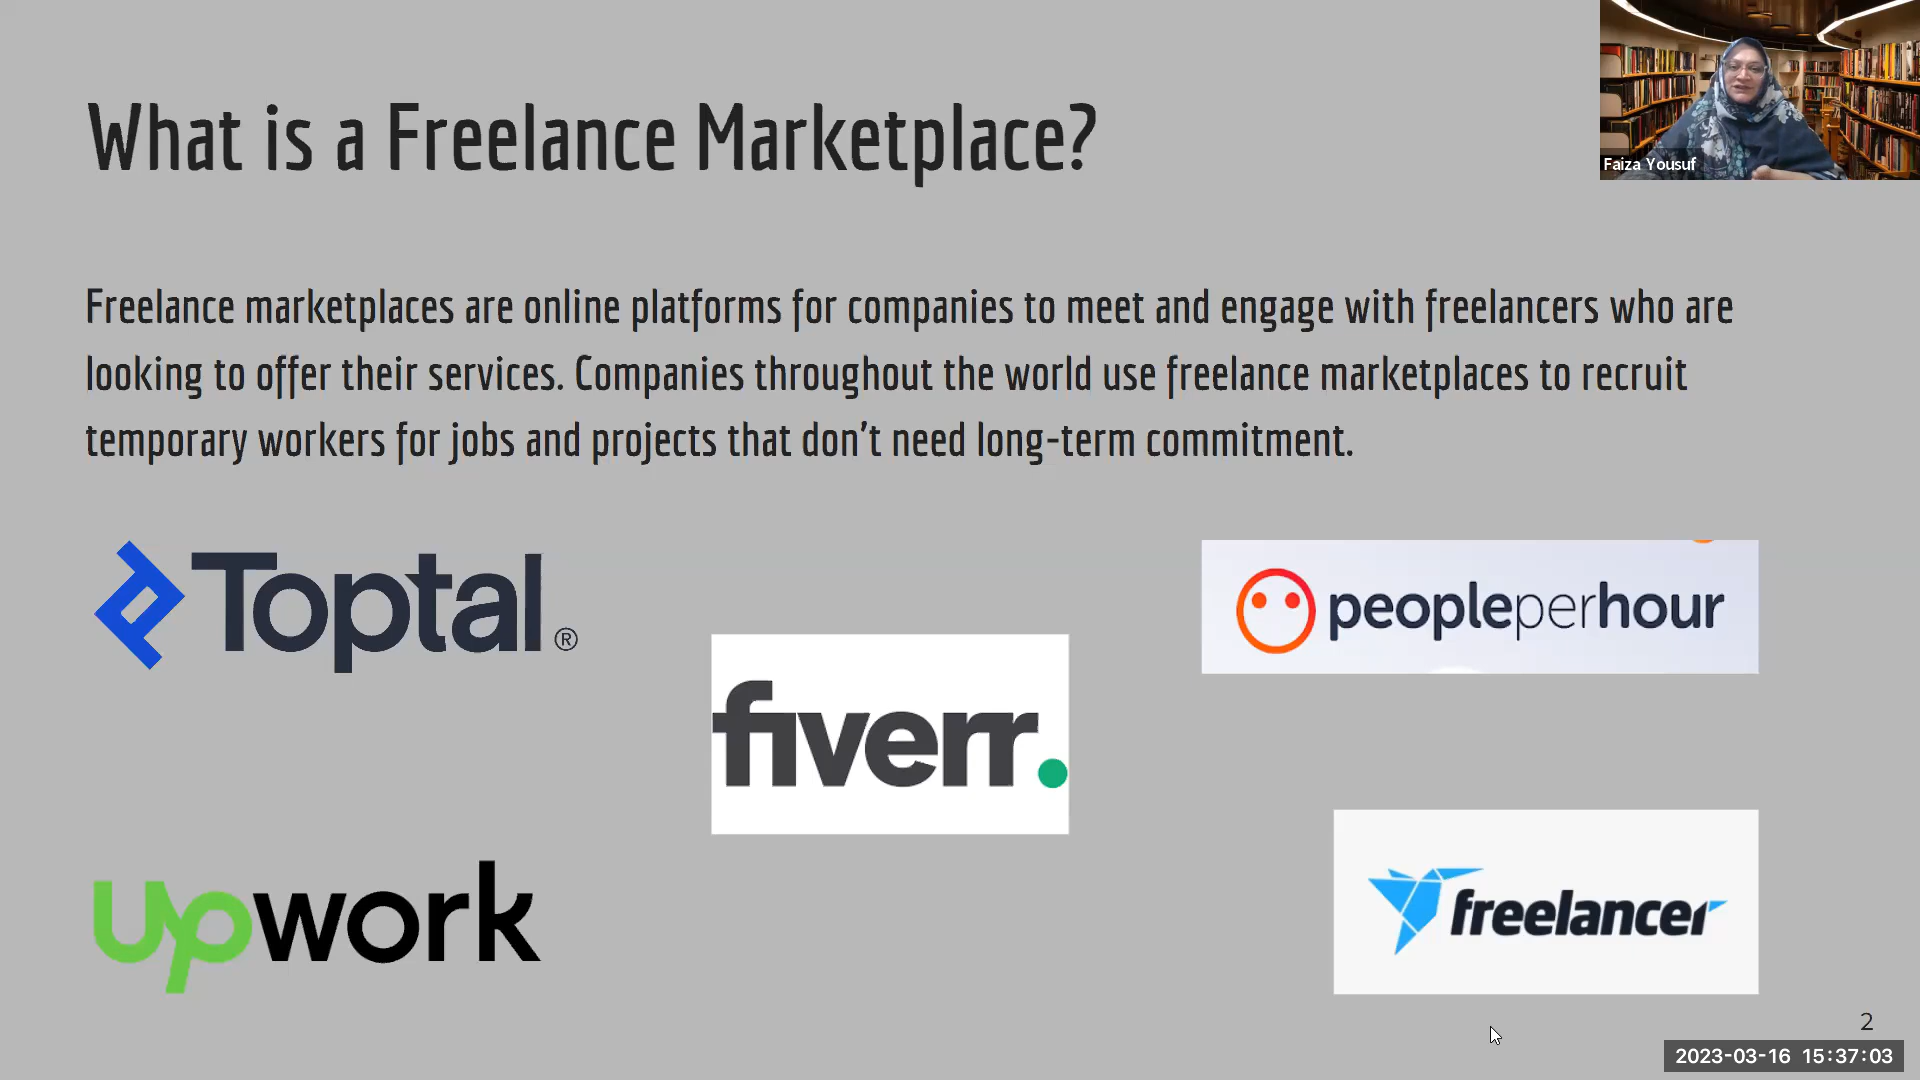 What is a Freelance Marketplace?
Faiza Yousuf
Freelance marketplaces are online platforms for companies to meet and engage with freelancers who are
looking to offer their services. Companies throughout the world use freelance marketplaces to recruit
temporary workers for jobs and projects that don't need long-term commitment.
Toptal®
peopleperhour
fiverr.
upwork
freelancer
2
2023-03-16 15:37:03